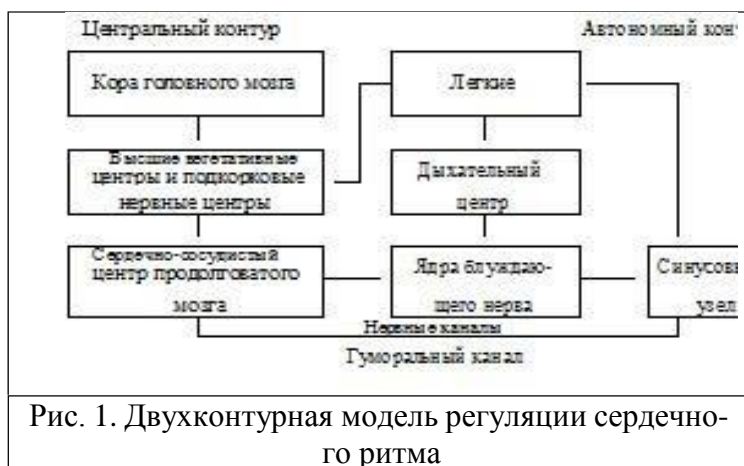 Центральный контур
Автономный конт
Кора головного мозга
Легкие
Высшие вегетативные
центры и подкорковые
нервные центры
Дыхательный
центр
Сердечно-сосудистый
центр продолговатого
мозга
Ядра блуждаю-
щего нерва
Синусов
узел
Нервные каналы
Гуморальный канал
Рис. 1. Двухконтурная модель регуляции сердечно-
го ритма